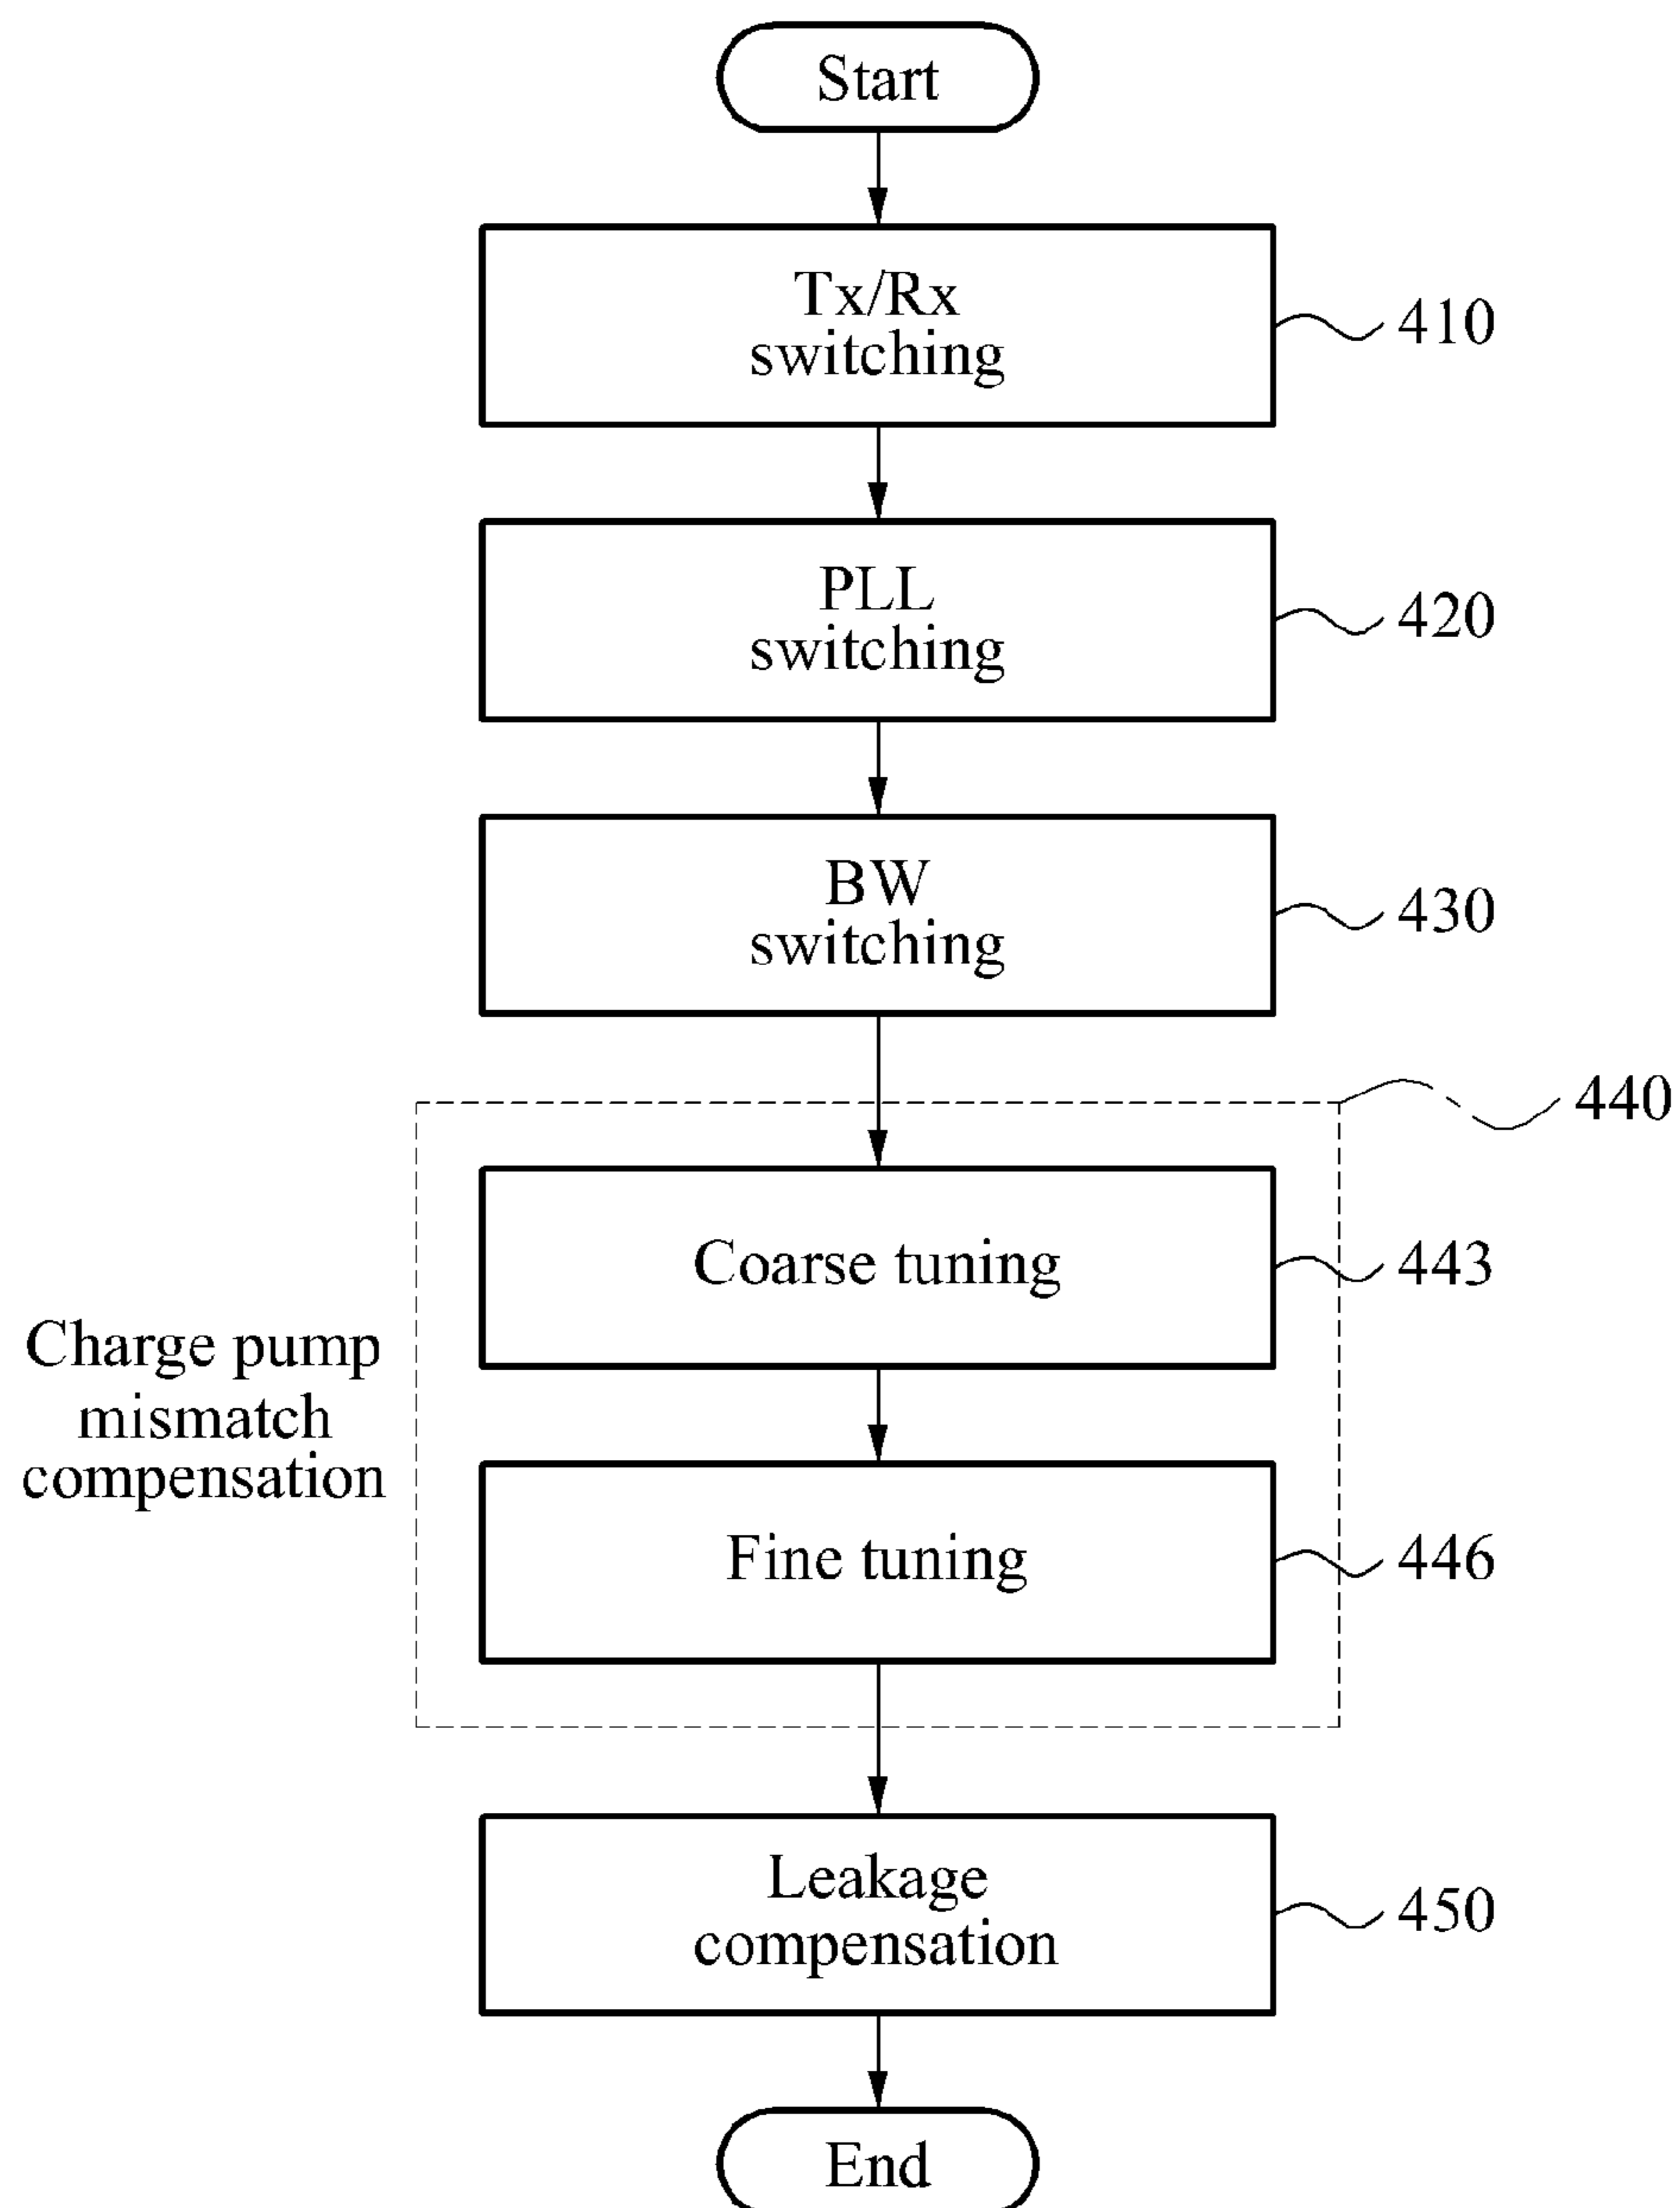 Start
Tx/Rx
switching
410
PLL
switching
420
BW
switching
430
440
Coarse tuning
443
Charge pump
mismatch
compensation
Fine tuning
446
Leakage
compensation
450
End